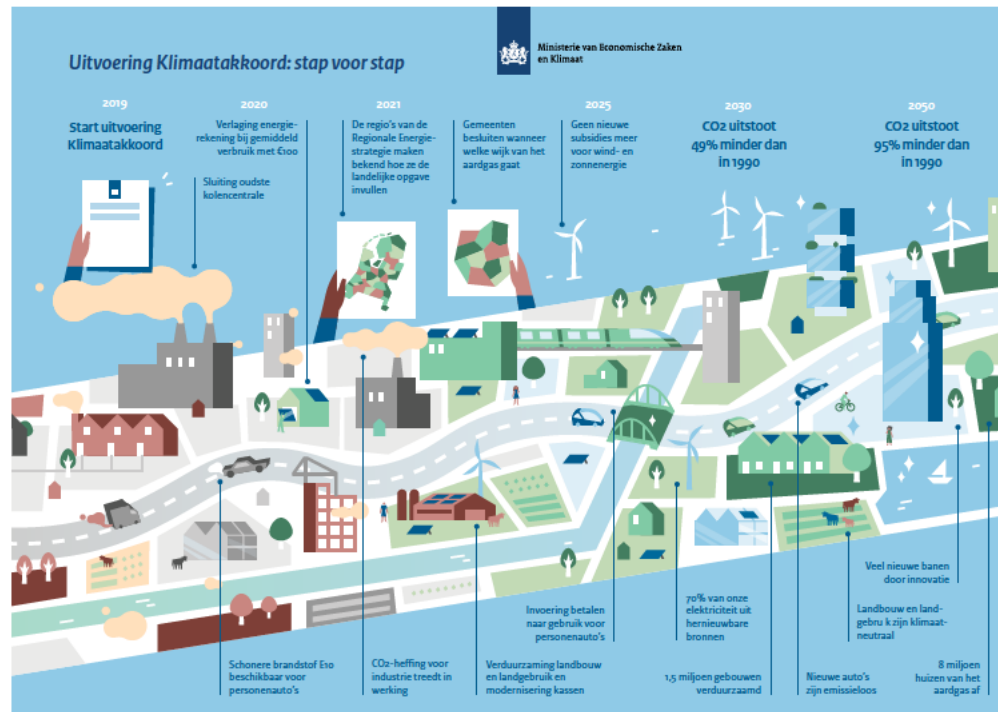 Uitvoering Klimaatakkoord: stap voor stap
Ministerie van Economische Zaken
en Klimaat
2019
Start uitvoering
Klimaatakkoord
2020
Verlaging energie-
rekening bij gemiddeld
verbruik met €100
Sluiting oudste
kolencentrale
2021
De regio's van de
Regionale Energie-
strategie maken
bekend hoe ze de
landelijke opgave
invullen
Gemeenten
besluiten wanneer
welke wijk van het
aardgas gaat
2025
Geen nieuwe
subsidies meer
voor wind- en
zonnenergie
2030
CO2 uitstoot
49% minder dan
in 1990
2050
CO2 uitstoot
95% minder dan
in 1990
Schonere brandstof E10
beschikbaar voor
personenauto's
CO2-heffing voor
industrie treedt in
werking
Verduurzaming landbouw
en landgebruik en
modernisering kassen
Invoering betalen
naar gebruik voor
personenauto's
70% van onze
elektriciteit uit
hernieuwbare
bronnen
1,5 miljoen gebouwen
verduurzaamd
Nieuwe auto's
zijn emissieloos
Landbouw en land-
gebru k zijn klimaat-
neutraal
Veel nieuwe banen
door innovatie
8 miljoen
huizen van het
aardgas af